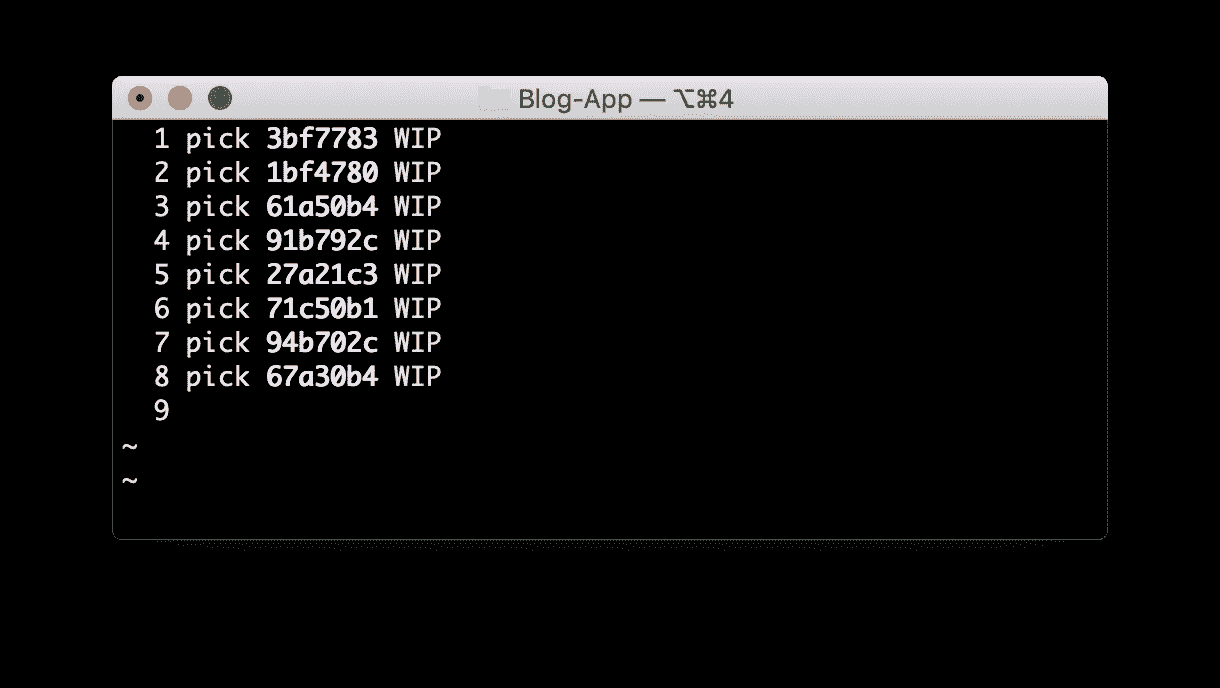 Blog-App — ⌥⌘4
1 pick 3bf7783 WIP
2 pick 1bf4780 WIP
3 pick 61a50b4 WIP
4 pick 91b792c WIP
5 pick 27a21c3 WIP
6 pick 71c50b1 WIP
7 pick 94b702c WIP
8 pick 67a30b4 WIP
9
~
~